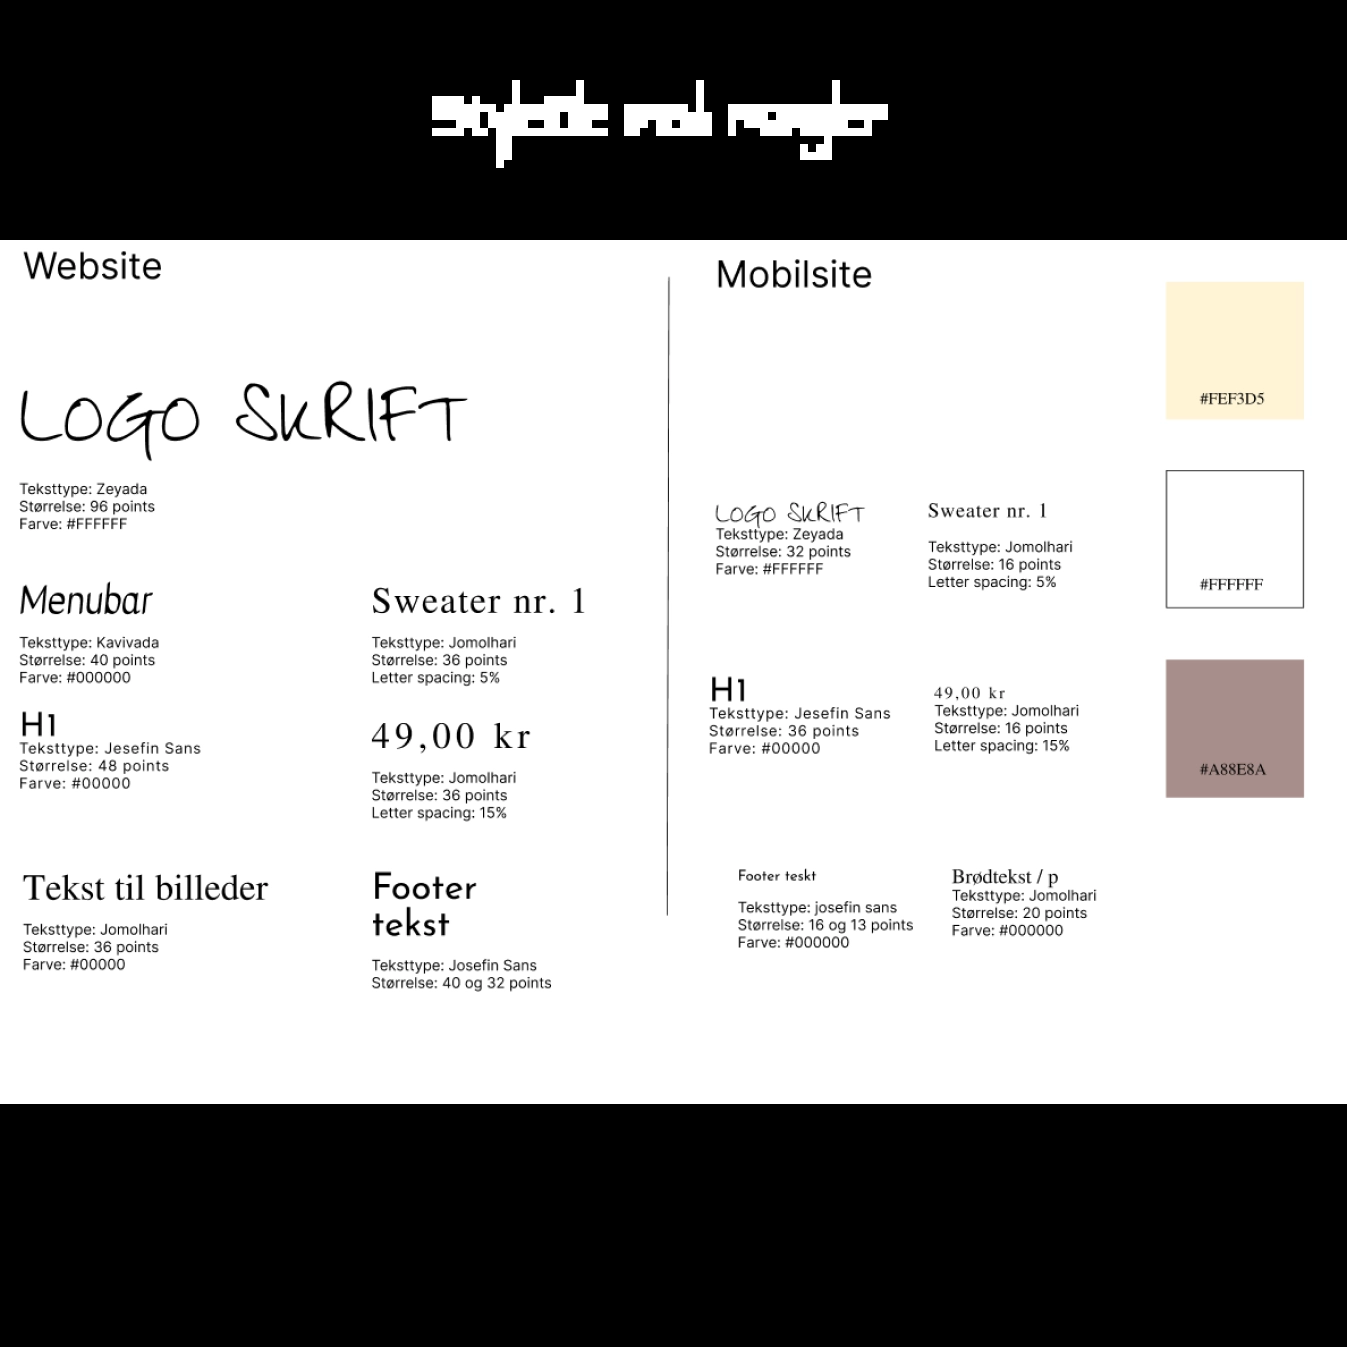 Website
LOGO SKRIFT
Teksttype: Zeyada
Størrelse: 96 points
Farve: #FFFFFF
Menubar
Teksttype: Kavivada
Størrelse: 40 points
Farve: #000000
H1
Teksttype: Jesefin Sans
Størrelse: 48 points
Farve: #00000
Tekst til billeder
Teksttype: Jomolhari
Størrelse: 36 points
Farve: #00000
Sweater nr. 1
Teksttype: Jomolhari
Størrelse: 36 points
Letter spacing: 5%
49,00 kr
Teksttype: Jomolhari
Størrelse: 36 points
Letter spacing: 15%
Footer
tekst
Teksttype: Josefin Sans
Størrelse: 40 og 32 points
Mobilsite
LOGO SKRIFT
Teksttype: Zeyada
Størrelse: 32 points
Farve: #FFFFFF
H1
Teksttype: Jesefin Sans
Størrelse: 36 points
Farve: #00000
Footer teskt
Teksttype: josefin sans
Størrelse: 16 og 13 points
Farve: #000000
Sweater nr. 1
Teksttype: Jomolhari
Størrelse: 16 points
Letter spacing: 5%
49,00 kr
Teksttype: Jomolhari
Størrelse: 16 points
Letter spacing: 15%
Brødtekst / p
Teksttype: Jomolhari
Størrelse: 20 points
Farve: #000000
#FEF3D5
#FFFFFF
#A88E8A